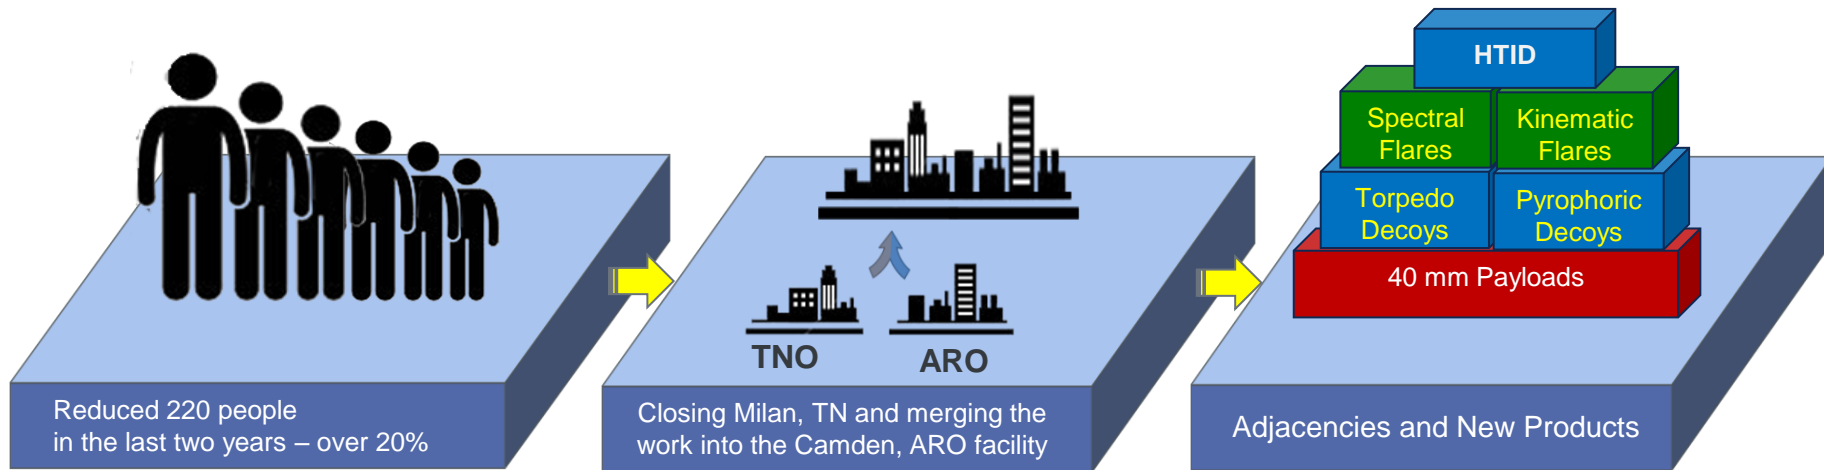 HTID
Spectral
Flares
Kinematic
Flares
Torpedo
Decoys
Pyrophoric
Decoys
40 mm Payloads
TNO
ARO
Reduced 220 people
in the last two years – over 20%
Closing Milan, TN and merging the
work into the Camden, ARO facility
Adjacencies and New Products